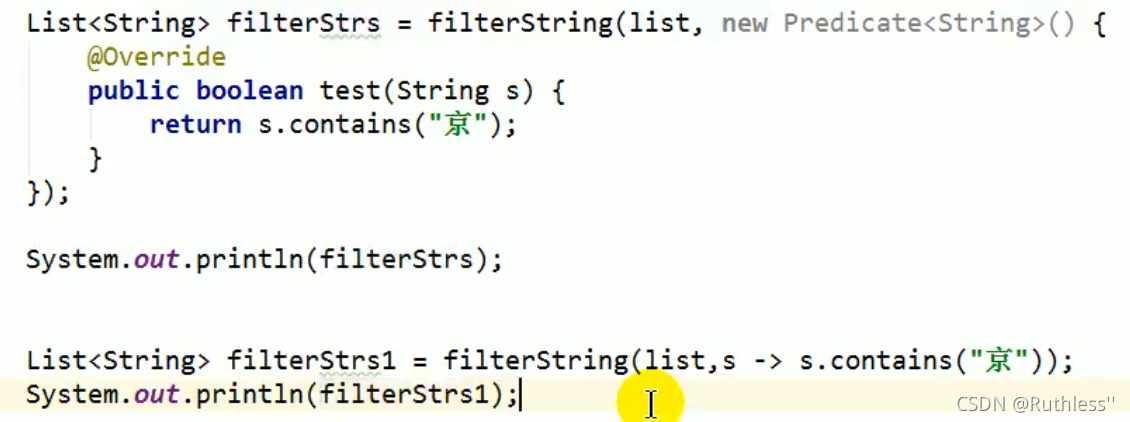 List<String> filterStrs = filterString(list, new Predicate<String>() {
    @Override
    public boolean test(String s) {
        return s.contains("京");
    }
});
System.out.println(filterStrs);
List<String> filterStrs1 = filterString(list,s -> s.contains("京"));
System.out.println(filterStrs1);
CSDN @Ruthless''